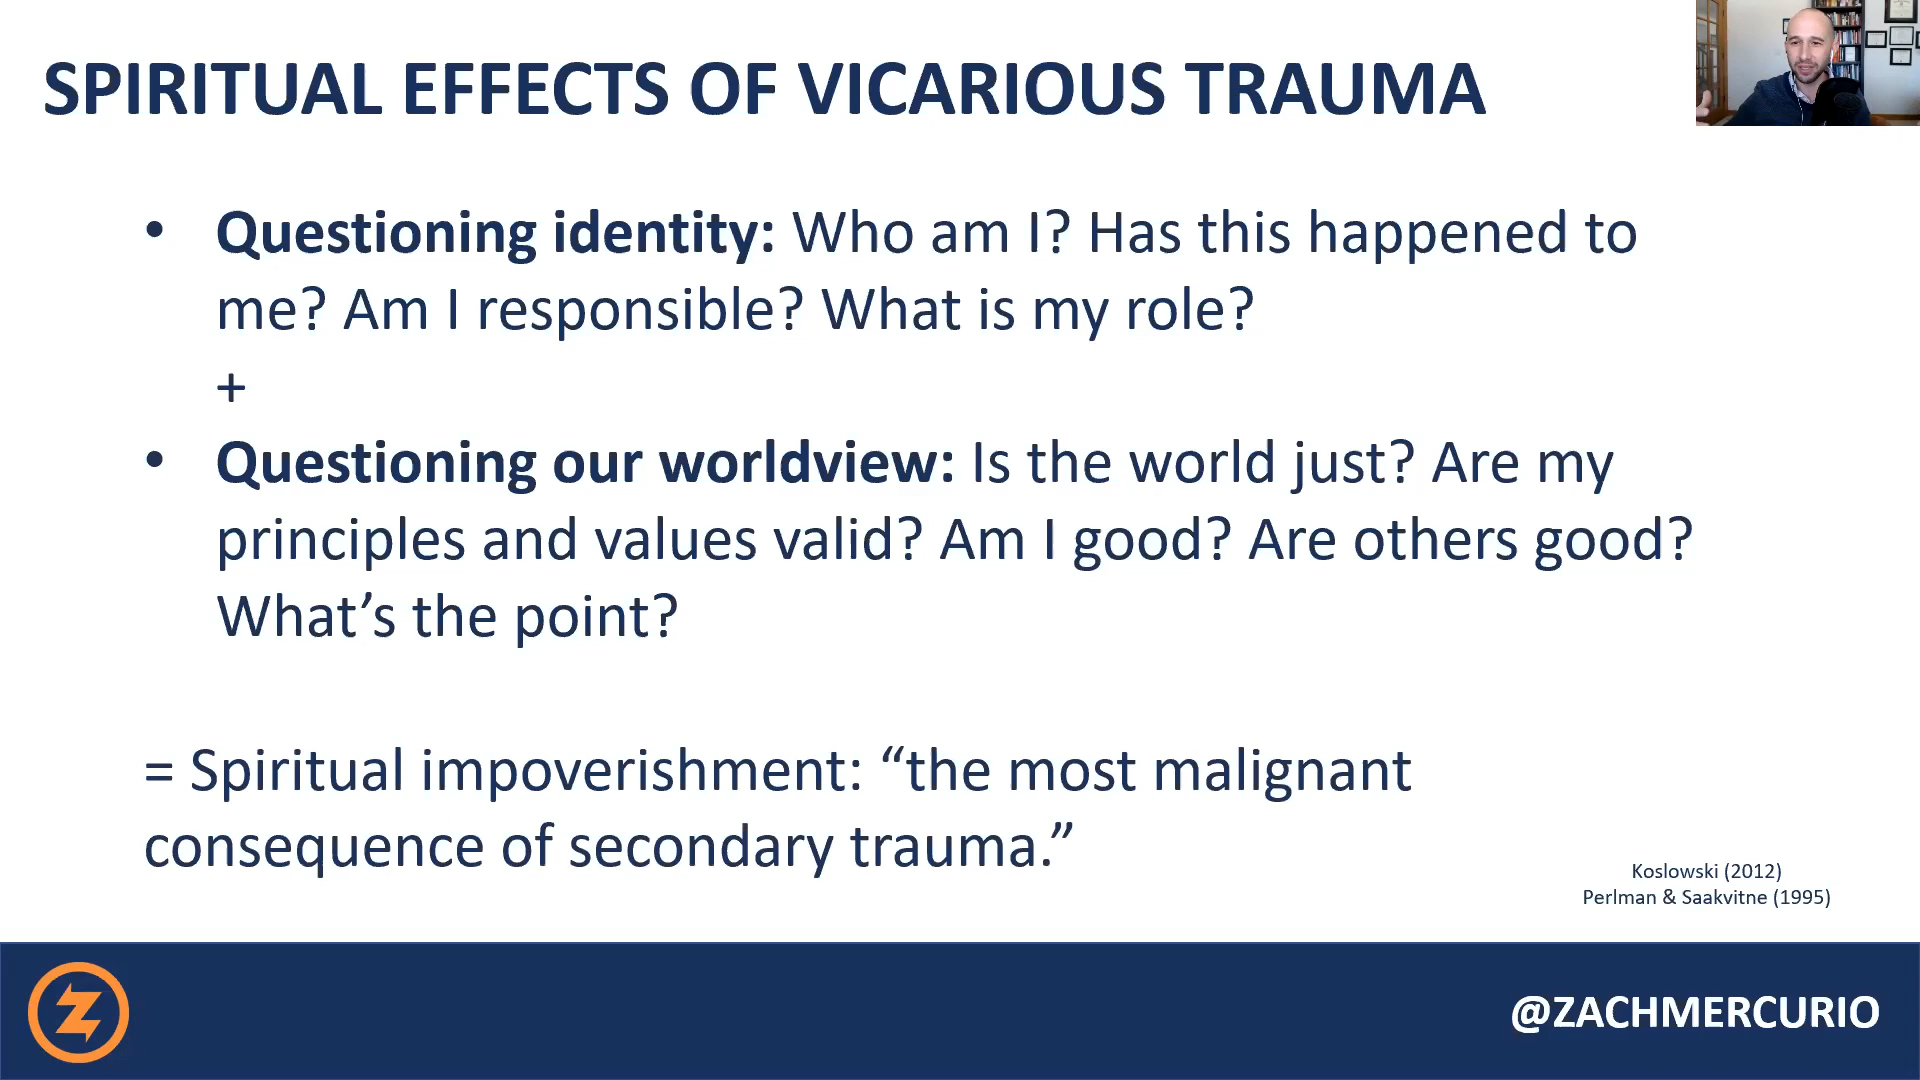 SPIRITUAL EFFECTS OF VICARIOUS TRAUMA
• Questioning identity: Who am I? Has this happened to
me? Am I responsible? What is my role?
+
• Questioning our worldview: Is the world just? Are my
principles and values valid? Am I good? Are others good?
What’s the point?
= Spiritual impoverishment: “the most malignant
consequence of secondary trauma.”
Koslowski (2012)
Perlman & Saakvitne (1995)
Z
@ZACHMERCURIO